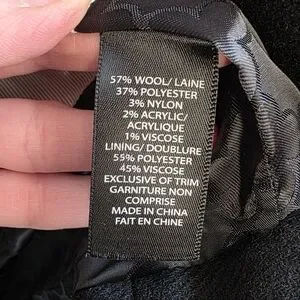 57% WOOL/ LAINE
37% POLYESTER
3% NYLON
2% ACRYLIC/
ACRYLIQUE
1% VISCOSE
LINING/ DOUBLURE
55% POLYESTER
45% VISCOSE
EXCLUSIVE OF TRIM
GARNITURE NON
COMPRISE
MADE IN CHINA
FAIT EN CHINE